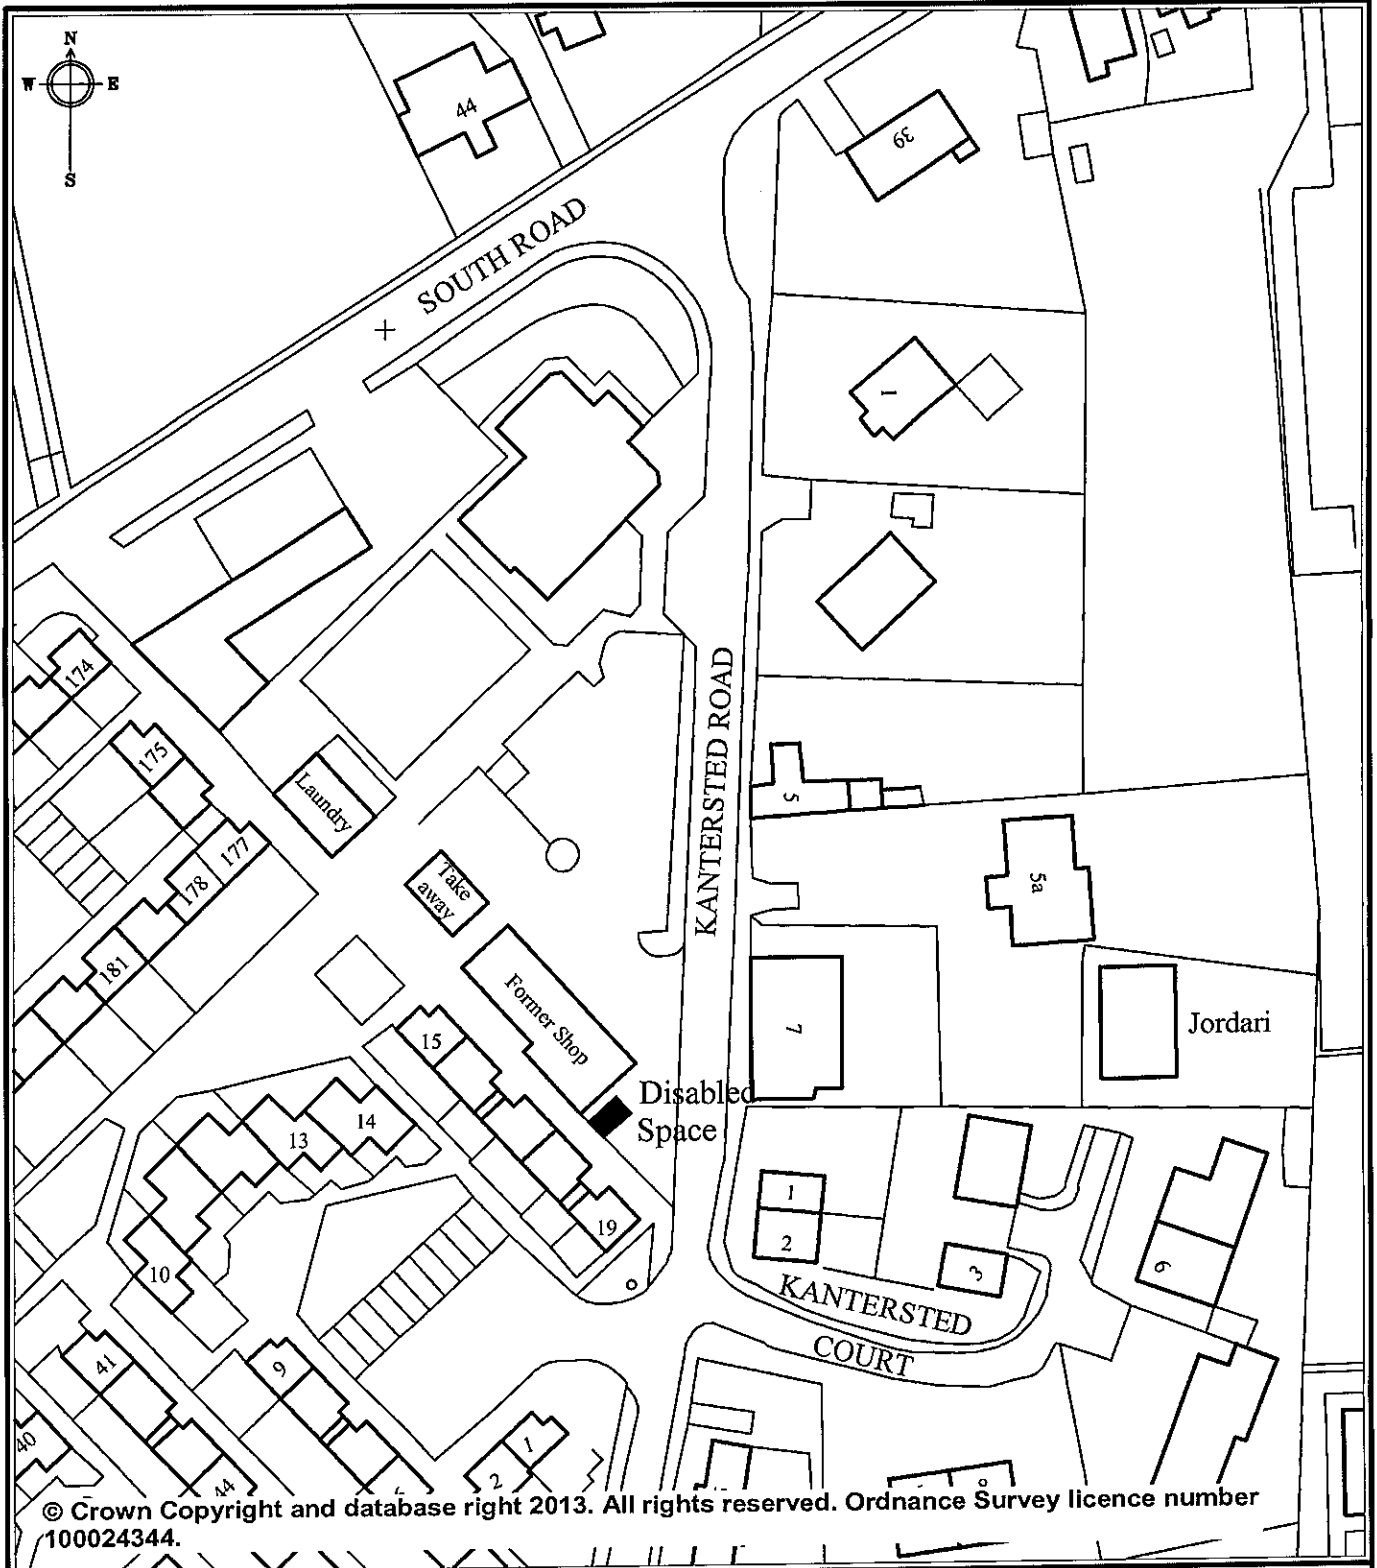 N
W E
S
44
39
SOUTH ROAD
1
174
175
5
KANTERSTED ROAD
Laundry
177
178
Take
away
5a
181
Former Shop
7
Jordari
15
Disabled
Space
14
13
1
2
19
3
6
10
KANTERSTED
COURT
41
9
40
1
2
44
© Crown Copyright and database right 2013. All rights reserved. Ordnance Survey licence number
100024344.